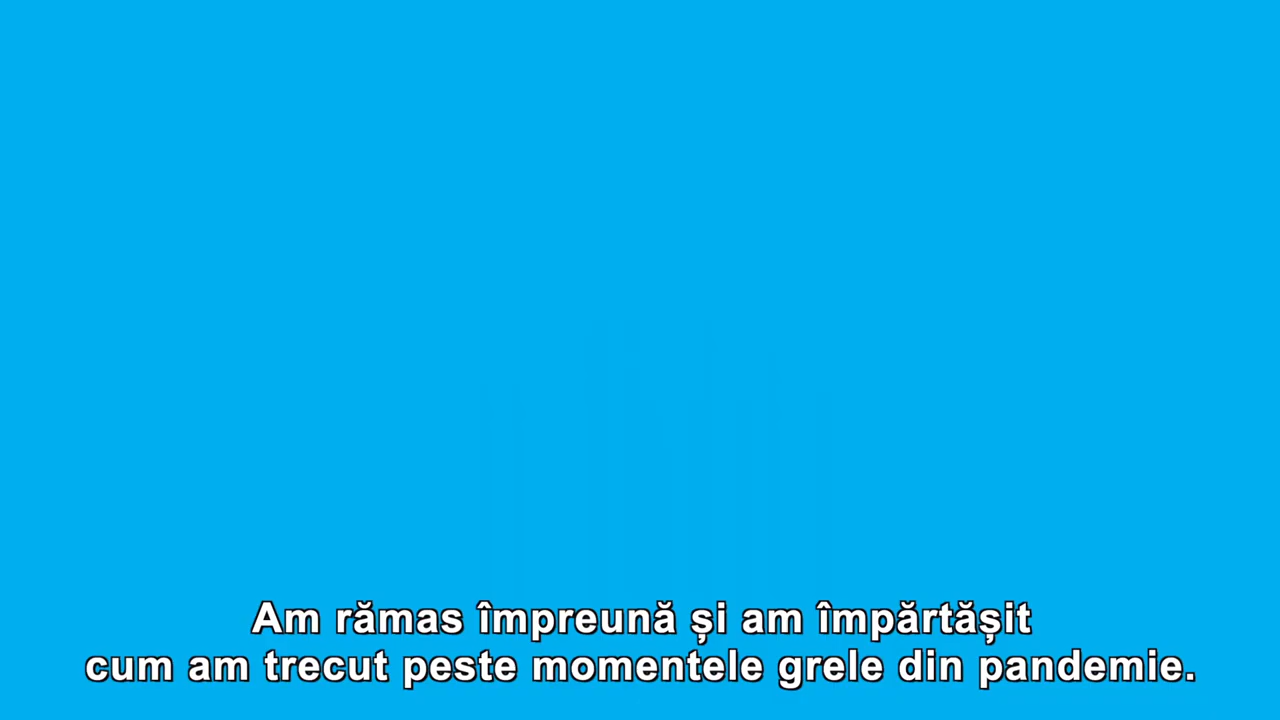 Am rămas împreună și am împărtășit
cum am trecut peste momentele grele din pandemie.